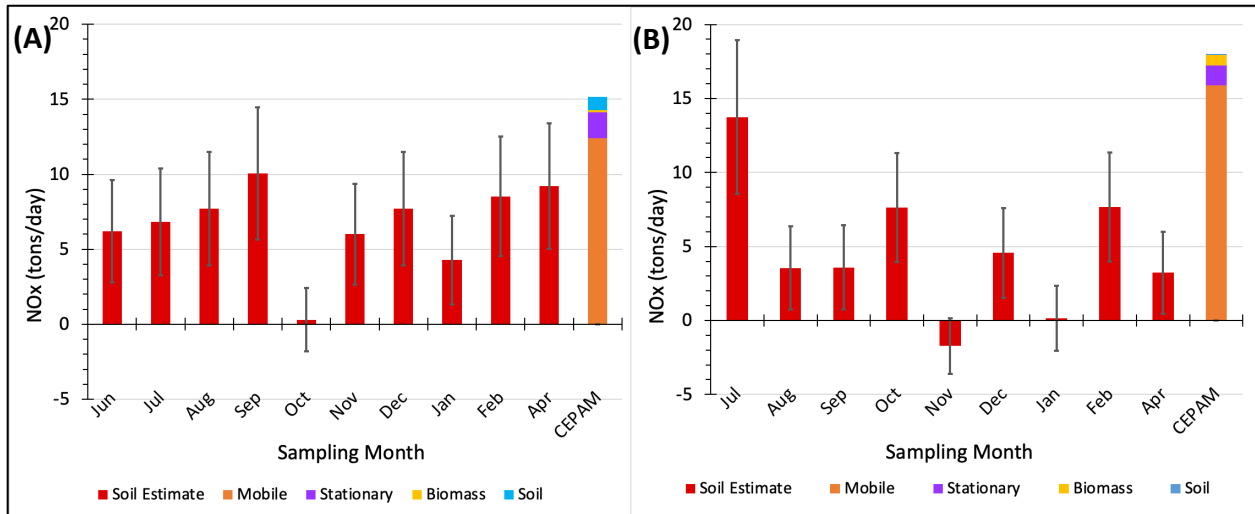 (A)
NOx (tons/day)
20
15
10
5
0
-5
Jun Jul Aug Sep Oct Nov Dec Jan Feb Apr CEPAM
Sampling Month
Soil Estimate Mobile Stationary Biomass Soil
(B)
NOx (tons/day)
20
15
10
5
0
-5
Jul Aug Sep Oct Nov Dec Jan Feb Apr CEPAM
Sampling Month
Soil Estimate Mobile Stationary Biomass Soil